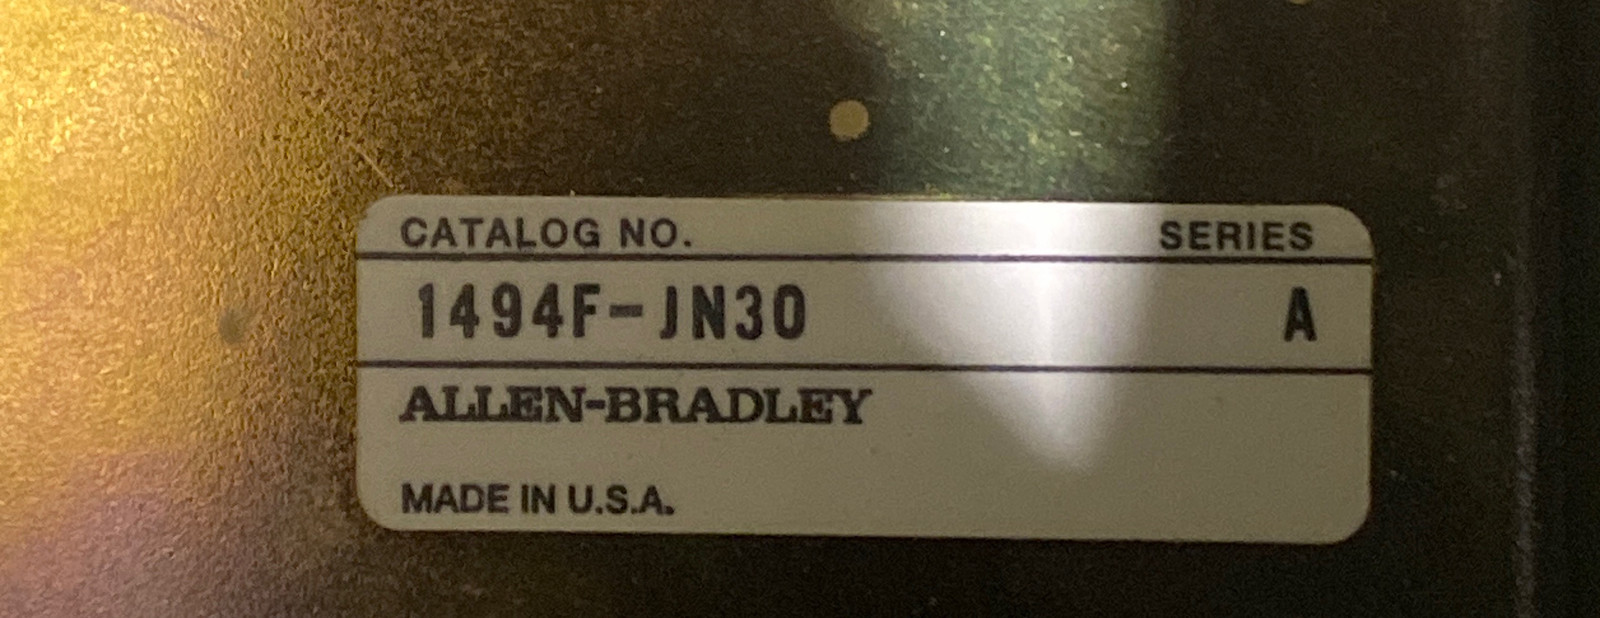 CATALOG NO. SERIES
1494F-JN30 A
ALLEN-BRADLEY
MADE IN U.S.A.